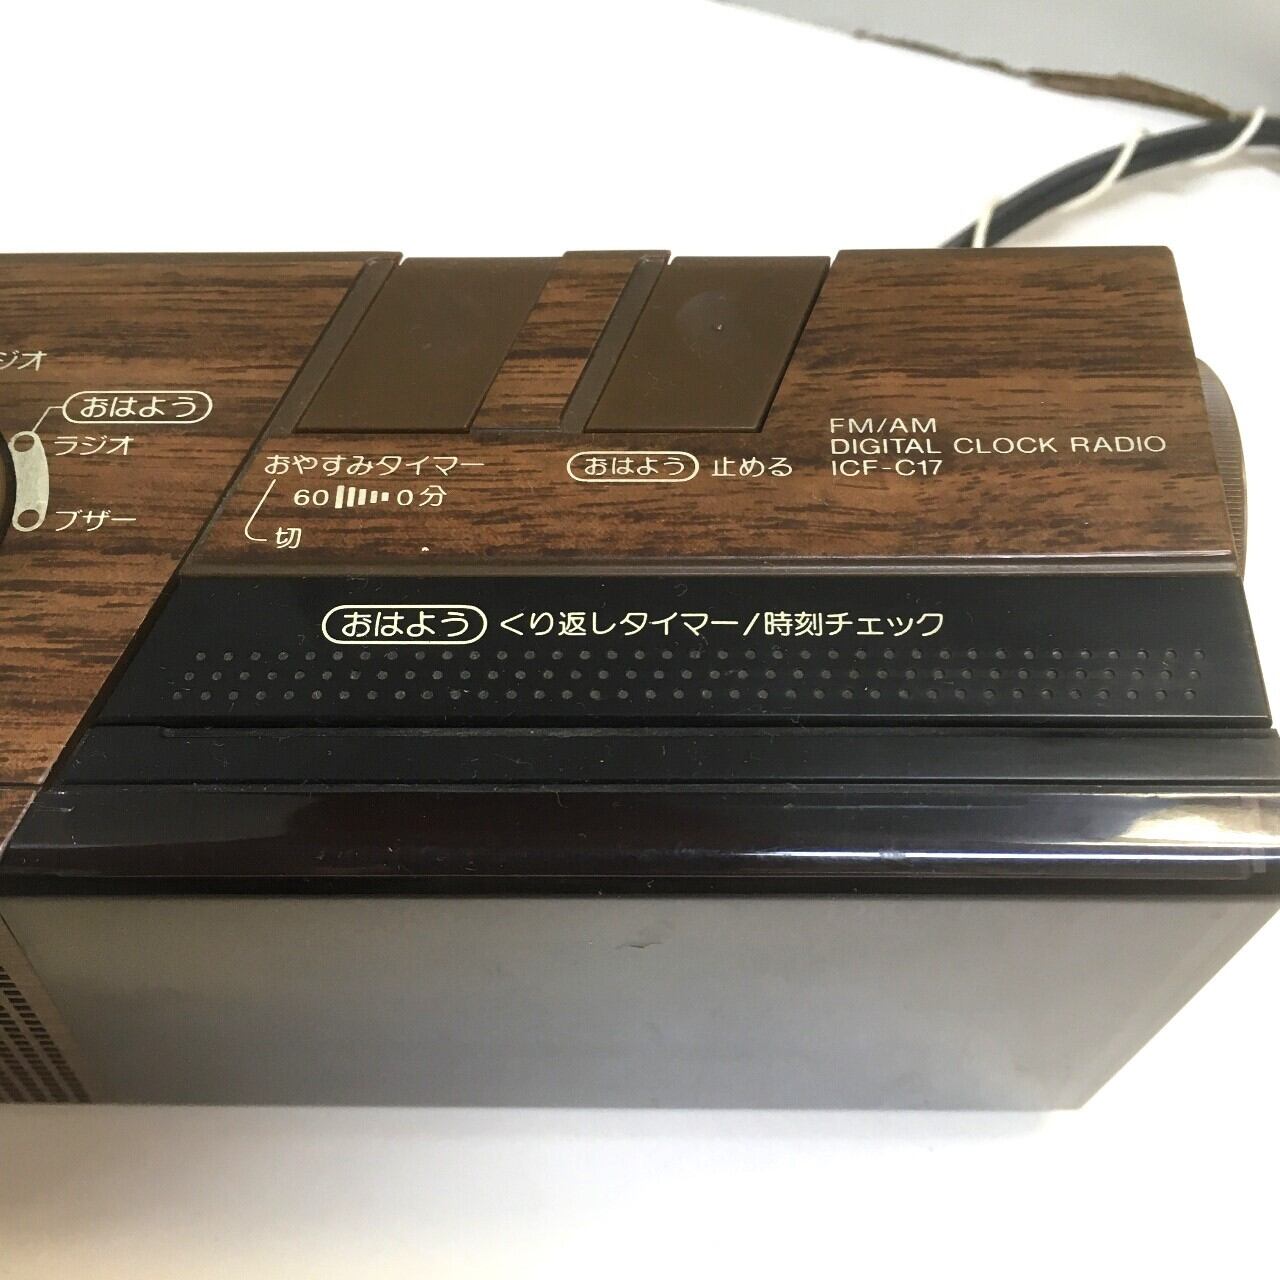 ジオ
おはよう
ラジオ
ブザー
おやすみタイマー
60 0分
切
おはよう 止める
FM/AM
DIGITAL CLOCK RADIO
ICF-C17
おはよう くり返しタイマー/時刻チェック